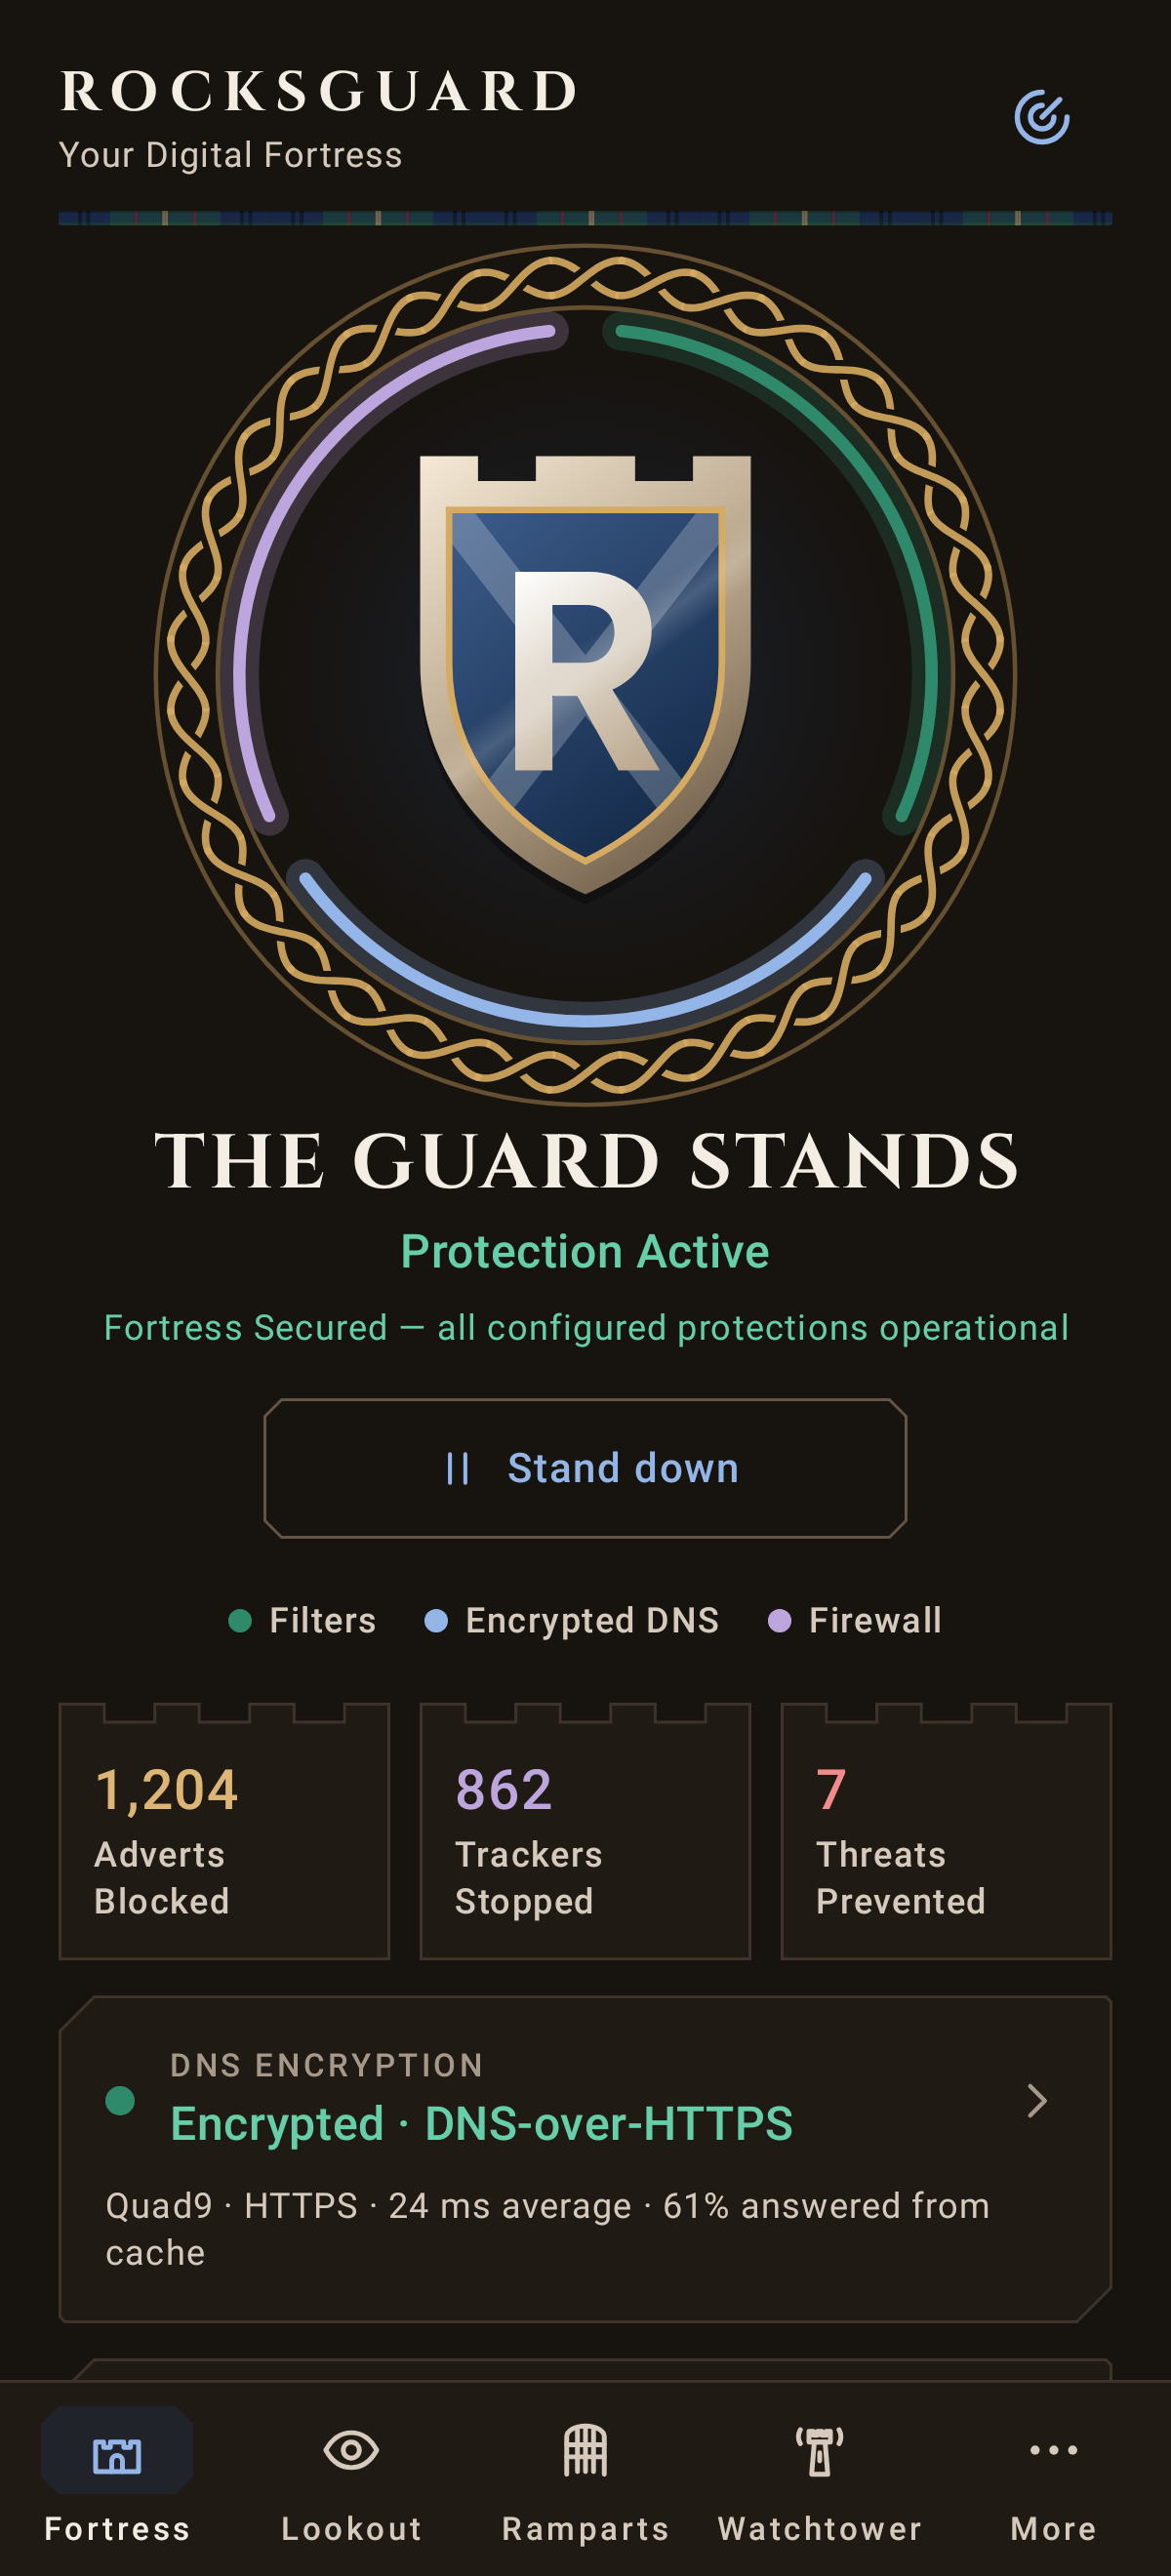 ROCKSGUARD
Your Digital Fortress
R
THE GUARD STANDS
Protection Active
Fortress Secured — all configured protections operational
Stand down
Filters
Encrypted DNS
Firewall
1,204
Adverts
Blocked
862
Trackers
Stopped
7
Threats
Prevented
DNS ENCRYPTION
Encrypted · DNS-over-HTTPS
Quad9 · HTTPS · 24 ms average · 61% answered from
cache
Fortress
Lookout
Ramparts
Watchtower
More